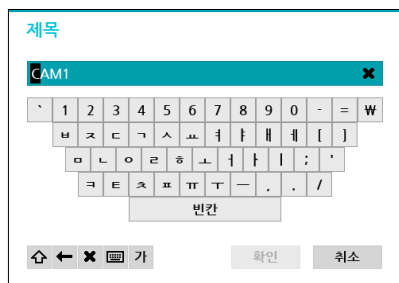 제목
CAM1
` 1 2 3 4 5 6 7 8 9 0 - = ₩
ㅂ ㅈ ㄷ ㄱ ㅅ ㅛ ㅕ ㅑ ㅐ ㅔ [ ]
ㅁ ㄴ ㅇ ㄹ ㅎ ㅗ ㅓ ㅏ ㅣ ; '
ㅋ ㅌ ㅊ ㅍ ㅠ ㅜ ㅡ , . /
빈칸
가 확인 취소